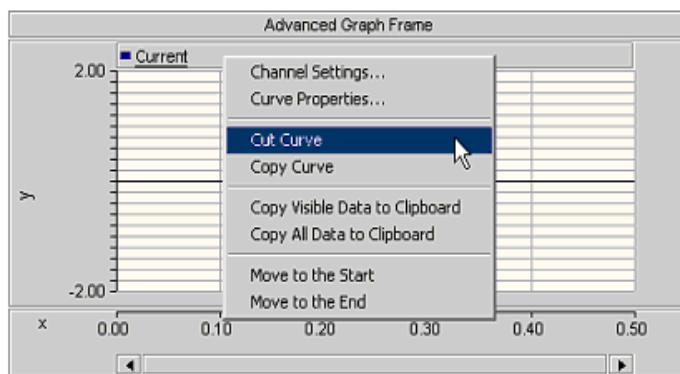 Advanced Graph Frame
Current
2.00
y
-2.00
Channel Settings...
Curve Properties...
Cut Curve
Copy Curve
Copy Visible Data to Clipboard
Copy All Data to Clipboard
Move to the Start
Move to the End
x 0.00 0.10 0.20 0.30 0.40 0.50